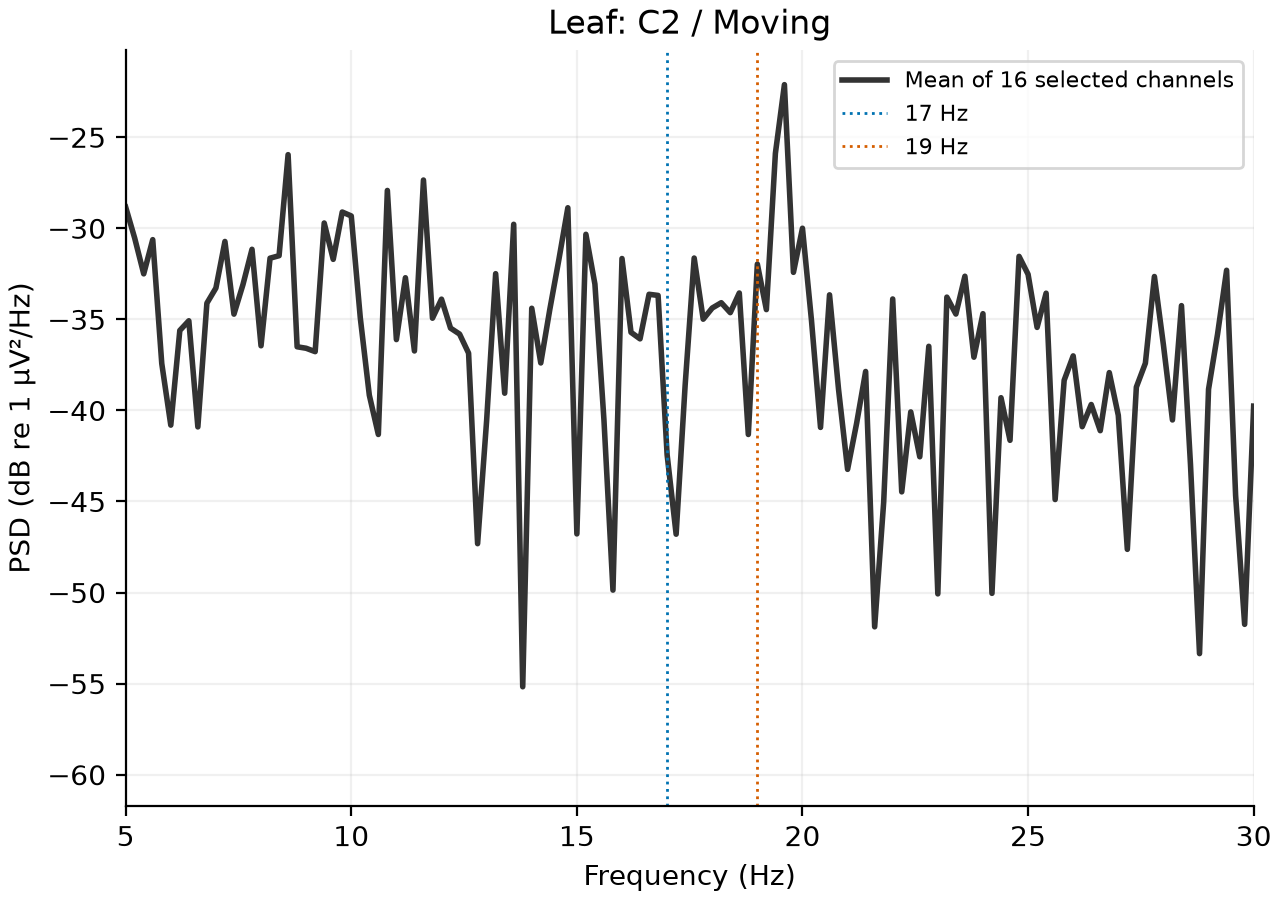 Leaf: C2 / Moving
Mean of 16 selected channels
17 Hz
19 Hz
PSD (dB re 1 µV²/Hz)
−25
−30
−35
−40
−45
−50
−55
−60
5 10 15 20 25 30
Frequency (Hz)